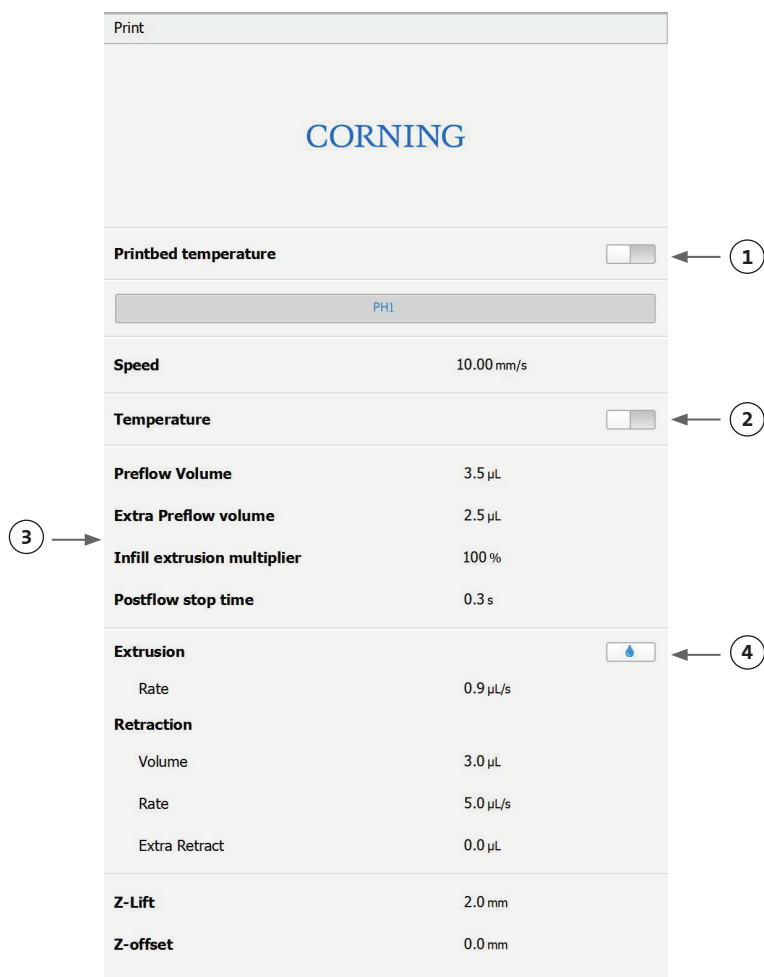 Print
CORNING
Printbed temperature
1
PH1
Speed 10.00 mm/s
Temperature
2
Preflow Volume 3.5 µL
Extra Preflow volume 2.5 µL
3
Infill extrusion multiplier 100 %
Postflow stop time 0.3 s
Extrusion
4
Rate 0.9 µL/s
Retraction
Volume 3.0 µL
Rate 5.0 µL/s
Extra Retract 0.0 µL
Z-Lift 2.0 mm
Z-offset 0.0 mm